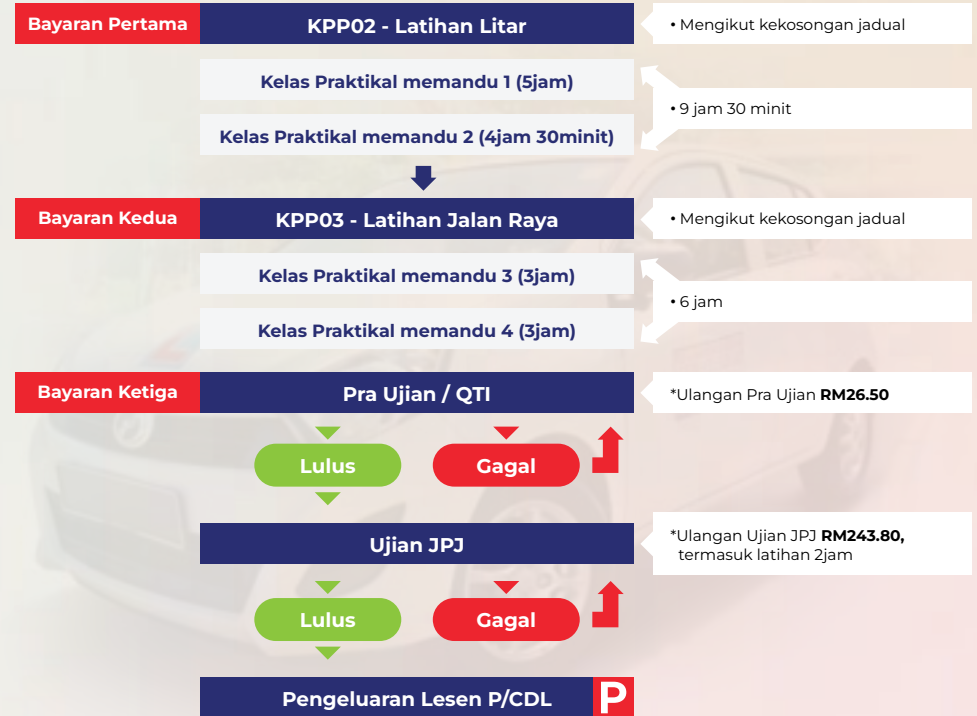 Bayaran Pertama
KPP02 - Latihan Litar
• Mengikut kekosongan jadual
Kelas Praktikal memandu 1 (5jam)
• 9 jam 30 minit
Kelas Praktikal memandu 2 (4jam 30minit)
Bayaran Kedua
KPP03 - Latihan Jalan Raya
• Mengikut kekosongan jadual
Kelas Praktikal memandu 3 (3jam)
• 6 jam
Kelas Praktikal memandu 4 (3jam)
Bayaran Ketiga
Pra Ujian / QTI
*Ulangan Pra Ujian RM26.50
Lulus
Gagal
Ujian JPJ
*Ulangan Ujian JPJ RM243.80,
termasuk latihan 2jam
Lulus
Gagal
Pengeluaran Lesen P/CDL
P